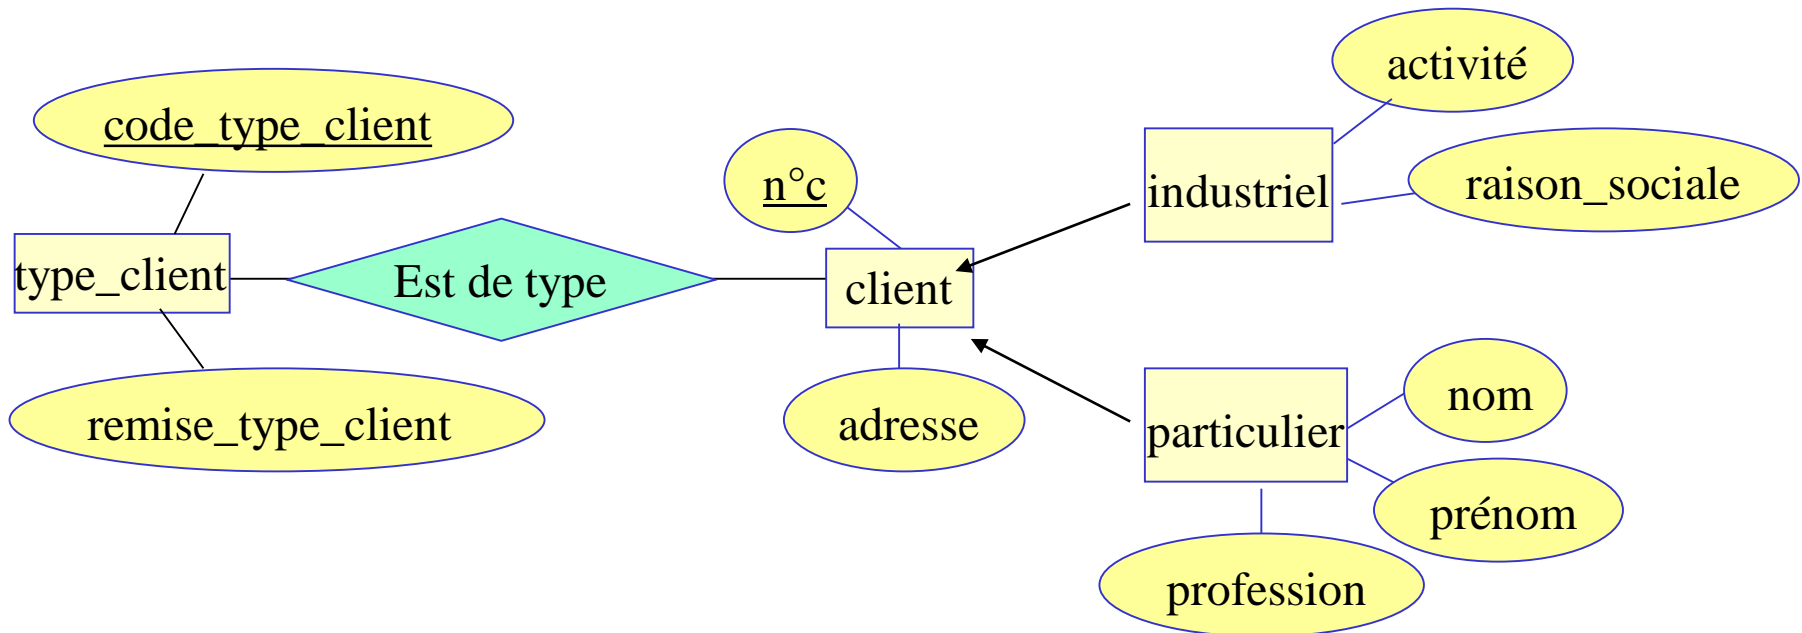 activité
code_type_client
n°c
industriel
raison_sociale
type_client
Est de type
client
remise_type_client
adresse
particulier
nom
prénom
profession